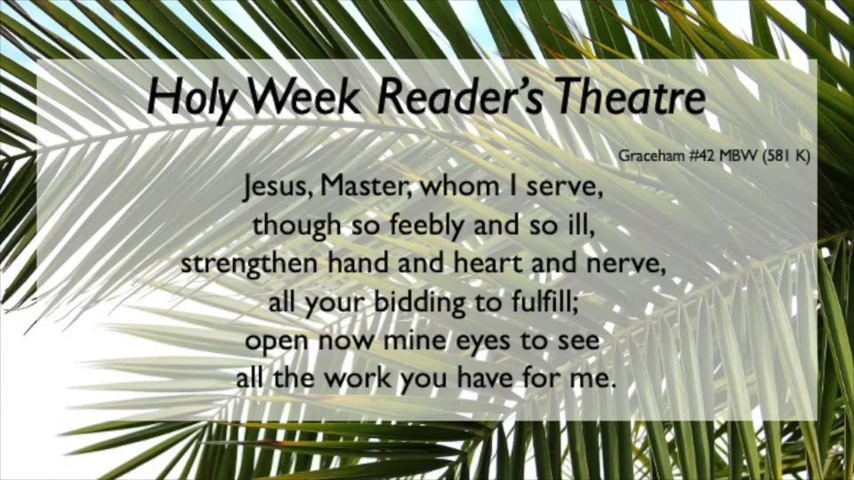 Holy Week Reader's Theatre
Graceham #42 MBW (581 K)
Jesus, Master, whom I serve,
though so feebly and so ill,
strengthen hand and heart and nerve,
all your bidding to fulfill;
open now mine eyes to see
all the work you have for me.